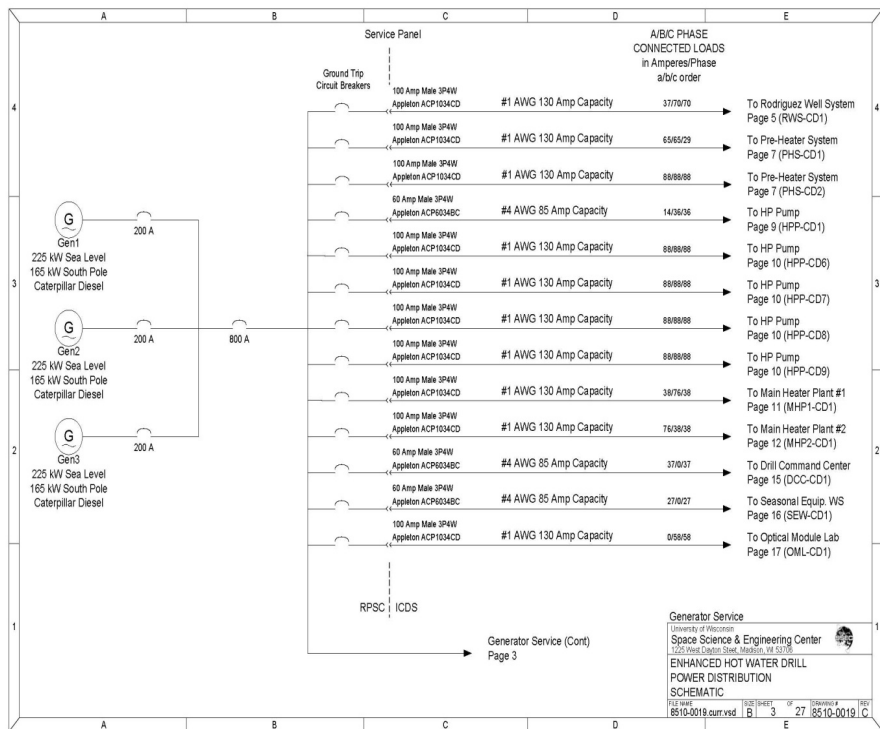 A B C D E
Service Panel
A/B/C PHASE
CONNECTED LOADS
in Amperes/Phase
a/b/c order
Ground Trip
Circuit Breakers
4
4
100 Amp Male 3P4W
Appleton ACP1034CD
#1 AWG 130 Amp Capacity
37/70/70
To Rodriguez Well System
Page 5 (RWS-CD1)
100 Amp Male 3P4W
Appleton ACP1034CD
#1 AWG 130 Amp Capacity
65/65/29
To Pre-Heater System
Page 7 (PHS-CD1)
100 Amp Male 3P4W
Appleton ACP1034CD
#1 AWG 130 Amp Capacity
88/88/88
To Pre-Heater System
Page 7 (PHS-CD2)
60 Amp Male 3P4W
Appleton ACP6034BC
#4 AWG 85 Amp Capacity
14/36/36
To HP Pump
Page 9 (HPP-CD1)
G
Gen1
225 kW Sea Level
165 kW South Pole
Caterpillar Diesel
200 A
100 Amp Male 3P4W
Appleton ACP1034CD
#1 AWG 130 Amp Capacity
88/88/88
To HP Pump
Page 10 (HPP-CD6)
3
3
100 Amp Male 3P4W
Appleton ACP1034CD
#1 AWG 130 Amp Capacity
88/88/88
To HP Pump
Page 10 (HPP-CD7)
G
Gen2
225 kW Sea Level
165 kW South Pole
Caterpillar Diesel
200 A
800 A
100 Amp Male 3P4W
Appleton ACP1034CD
#1 AWG 130 Amp Capacity
88/88/88
To HP Pump
Page 10 (HPP-CD8)
100 Amp Male 3P4W
Appleton ACP1034CD
#1 AWG 130 Amp Capacity
88/88/88
To HP Pump
Page 10 (HPP-CD9)
100 Amp Male 3P4W
Appleton ACP1034CD
#1 AWG 130 Amp Capacity
38/76/38
To Main Heater Plant #1
Page 11 (MHP1-CD1)
G
Gen3
225 kW Sea Level
165 kW South Pole
Caterpillar Diesel
200 A
100 Amp Male 3P4W
Appleton ACP1034CD
#1 AWG 130 Amp Capacity
76/38/38
To Main Heater Plant #2
Page 12 (MHP2-CD1)
2
2
60 Amp Male 3P4W
Appleton ACP6034BC
#4 AWG 85 Amp Capacity
37/0/37
To Drill Command Center
Page 15 (DCC-CD1)
60 Amp Male 3P4W
Appleton ACP6034BC
#4 AWG 85 Amp Capacity
27/0/27
To Seasonal Equip. WS
Page 16 (SEW-CD1)
100 Amp Male 3P4W
Appleton ACP1034CD
#1 AWG 130 Amp Capacity
0/58/58
To Optical Module Lab
Page 17 (OML-CD1)
RPSC ICDS
1
1
Generator Service (Cont)
Page 3
Generator Service
University of Wisconsin
Space Science & Engineering Center
1225 West Dayton Street, Madison, WI 53706
ENHANCED HOT WATER DRILL
POWER DISTRIBUTION
SCHEMATIC
FILE NAME SIZE SHEET OF DRAWING # REV
8510-0019.curr.vsd B 3 27 8510-0019 C
A B C D E